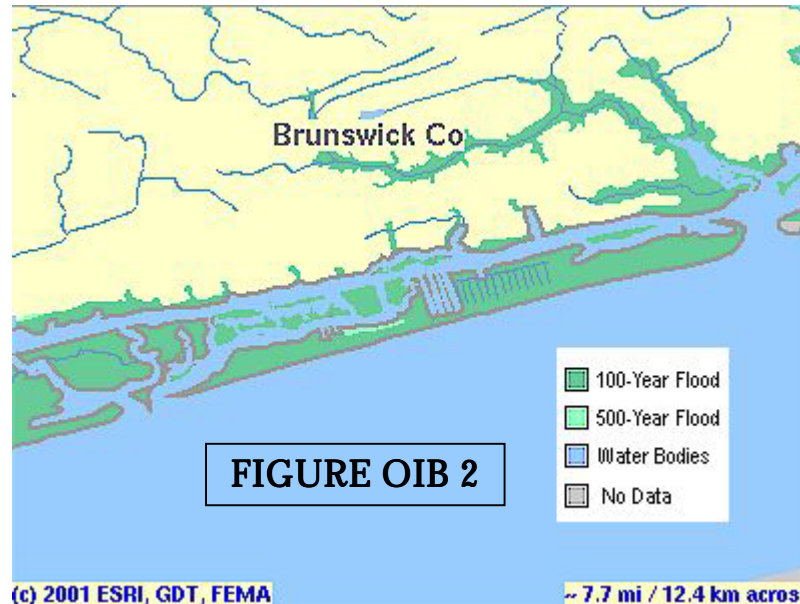 Brunswick Co
100-Year Flood
500-Year Flood
Water Bodies
No Data
FIGURE OIB 2
(c) 2001 ESRI, GDT, FEMA
~ 7.7 mi / 12.4 km acros